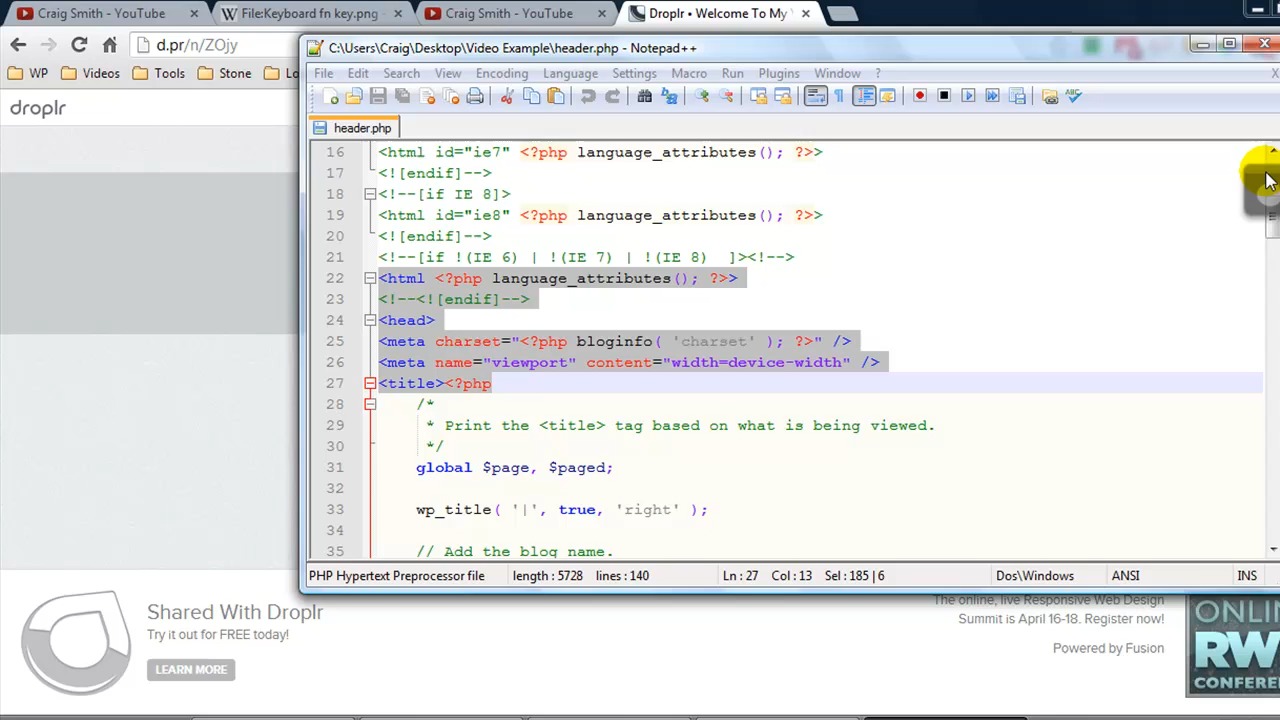 Craig Smith - YouTube
File:Keyboard fn key.png -
Craig Smith - YouTube
Droplr • Welcome To My
d.pr/n/ZOjy
WP
Videos
Tools
Stone
droplr
C:\Users\Craig\Desktop\Video Example\header.php - Notepad++
File Edit Search View Encoding Language Settings Macro Run Plugins Window ?
header.php
16 <html id="ie7" <?php language_attributes(); ?>>
17 <![endif]-->
18 <!--[if IE 8]>
19 <html id="ie8" <?php language_attributes(); ?>>
20 <![endif]-->
21 <!--[if !(IE 6) | !(IE 7) | !(IE 8)  ]><!-->
22 <html <?php language_attributes(); ?>>
23 <!--<![endif]-->
24 <head>
25 <meta charset="<?php bloginfo( 'charset' ); ?>" />
26 <meta name="viewport" content="width=device-width" />
27 <title><?php
28 /*
29 * Print the <title> tag based on what is being viewed.
30 */
31 global $page, $paged;
32
33 wp_title( '|', true, 'right' );
34
35 // Add the blog name.
PHP Hypertext Preprocessor file length : 5728 lines : 140 Ln : 27 Col : 13 Sel : 185 | 6 Dos\Windows ANSI INS
Shared With Droplr
Try it out for FREE today!
LEARN MORE
The online, live Responsive Web Design
Summit is April 16-18. Register now!
Powered by Fusion